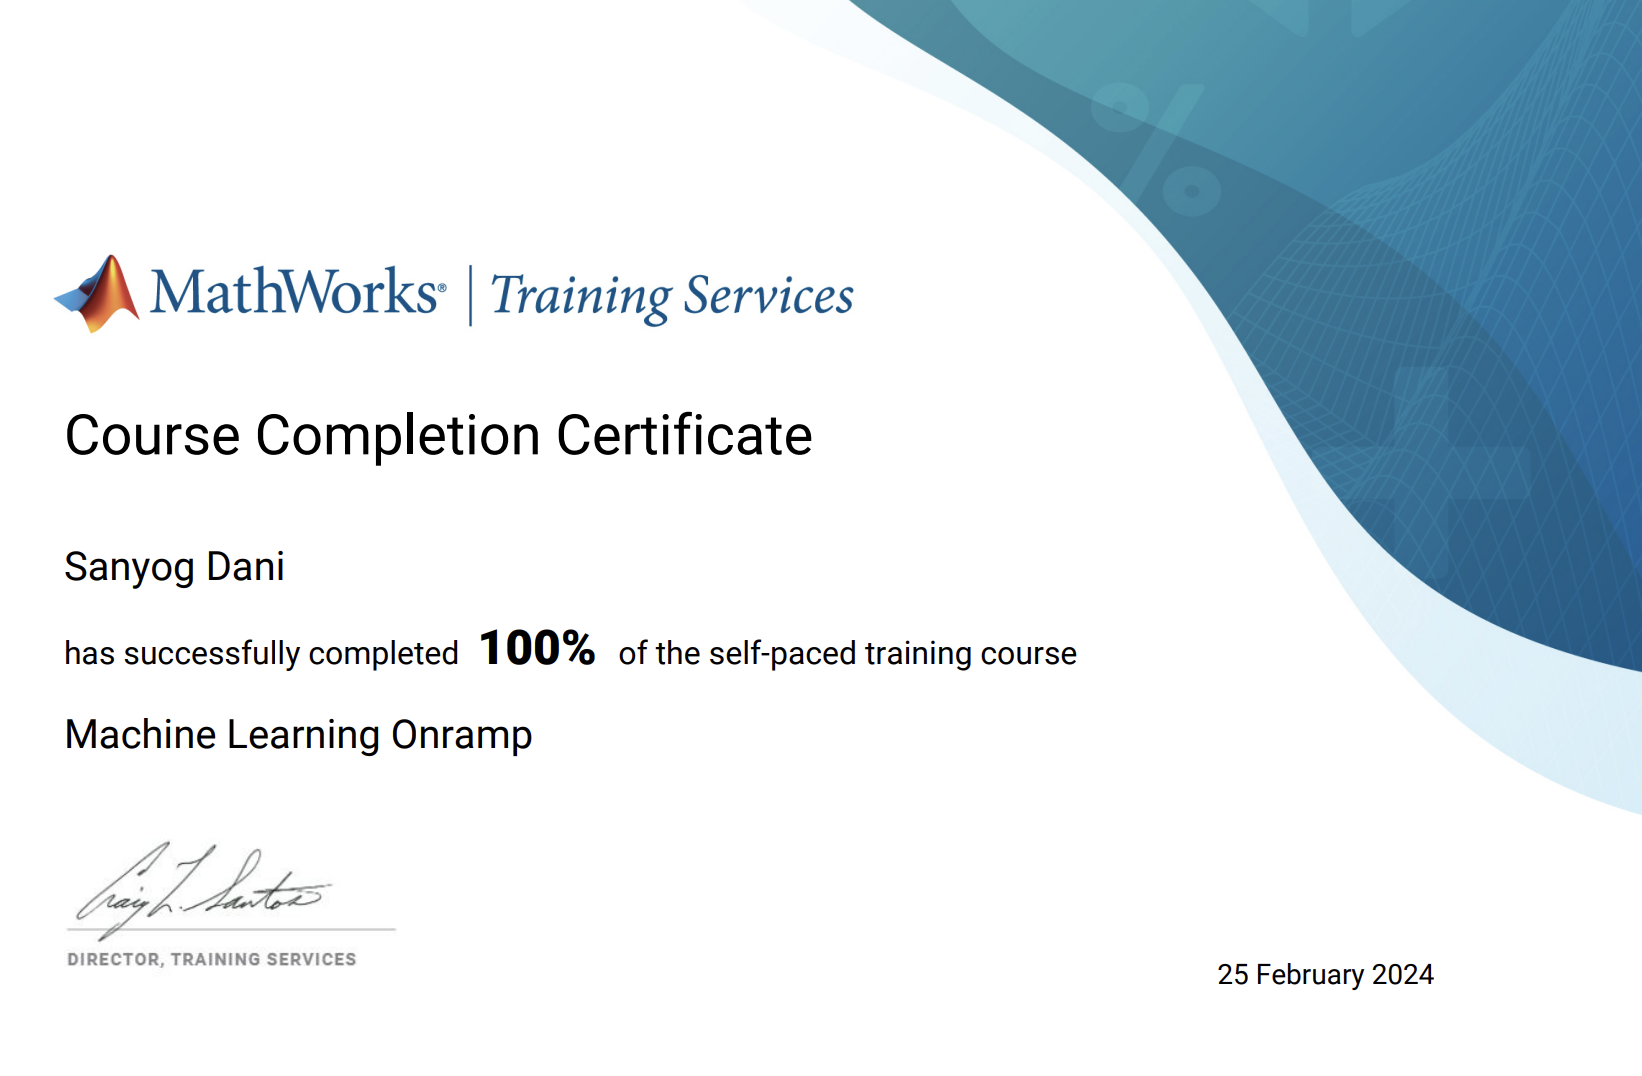 MathWorks® | Training Services
Course Completion Certificate
Sanyog Dani
has successfully completed 100% of the self-paced training course
Machine Learning Onramp
Craig L. Santos
DIRECTOR, TRAINING SERVICES
25 February 2024